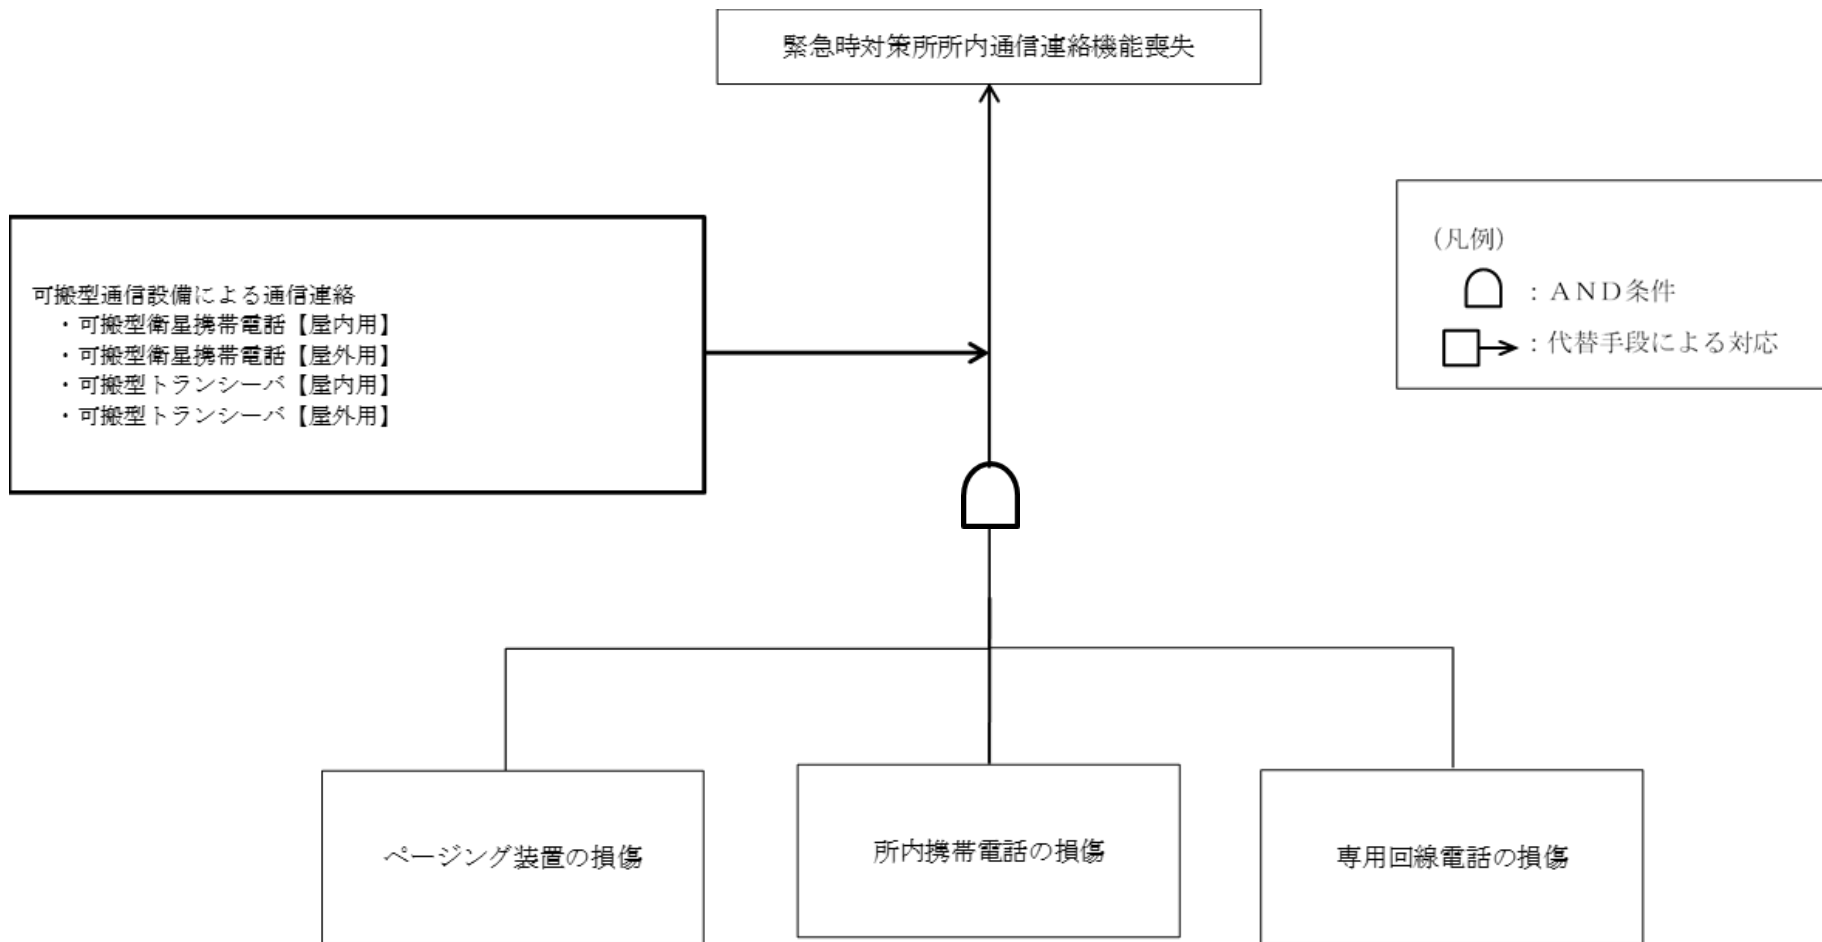 緊急時対策所所内通信連絡機能喪失
(凡例)
：ＡＮＤ条件
：代替手段による対応
可搬型通信設備による通信連絡
・可搬型衛星携帯電話【屋内用】
・可搬型衛星携帯電話【屋外用】
・可搬型トランシーバ【屋内用】
・可搬型トランシーバ【屋外用】
ページング装置の損傷
所内携帯電話の損傷
専用回線電話の損傷